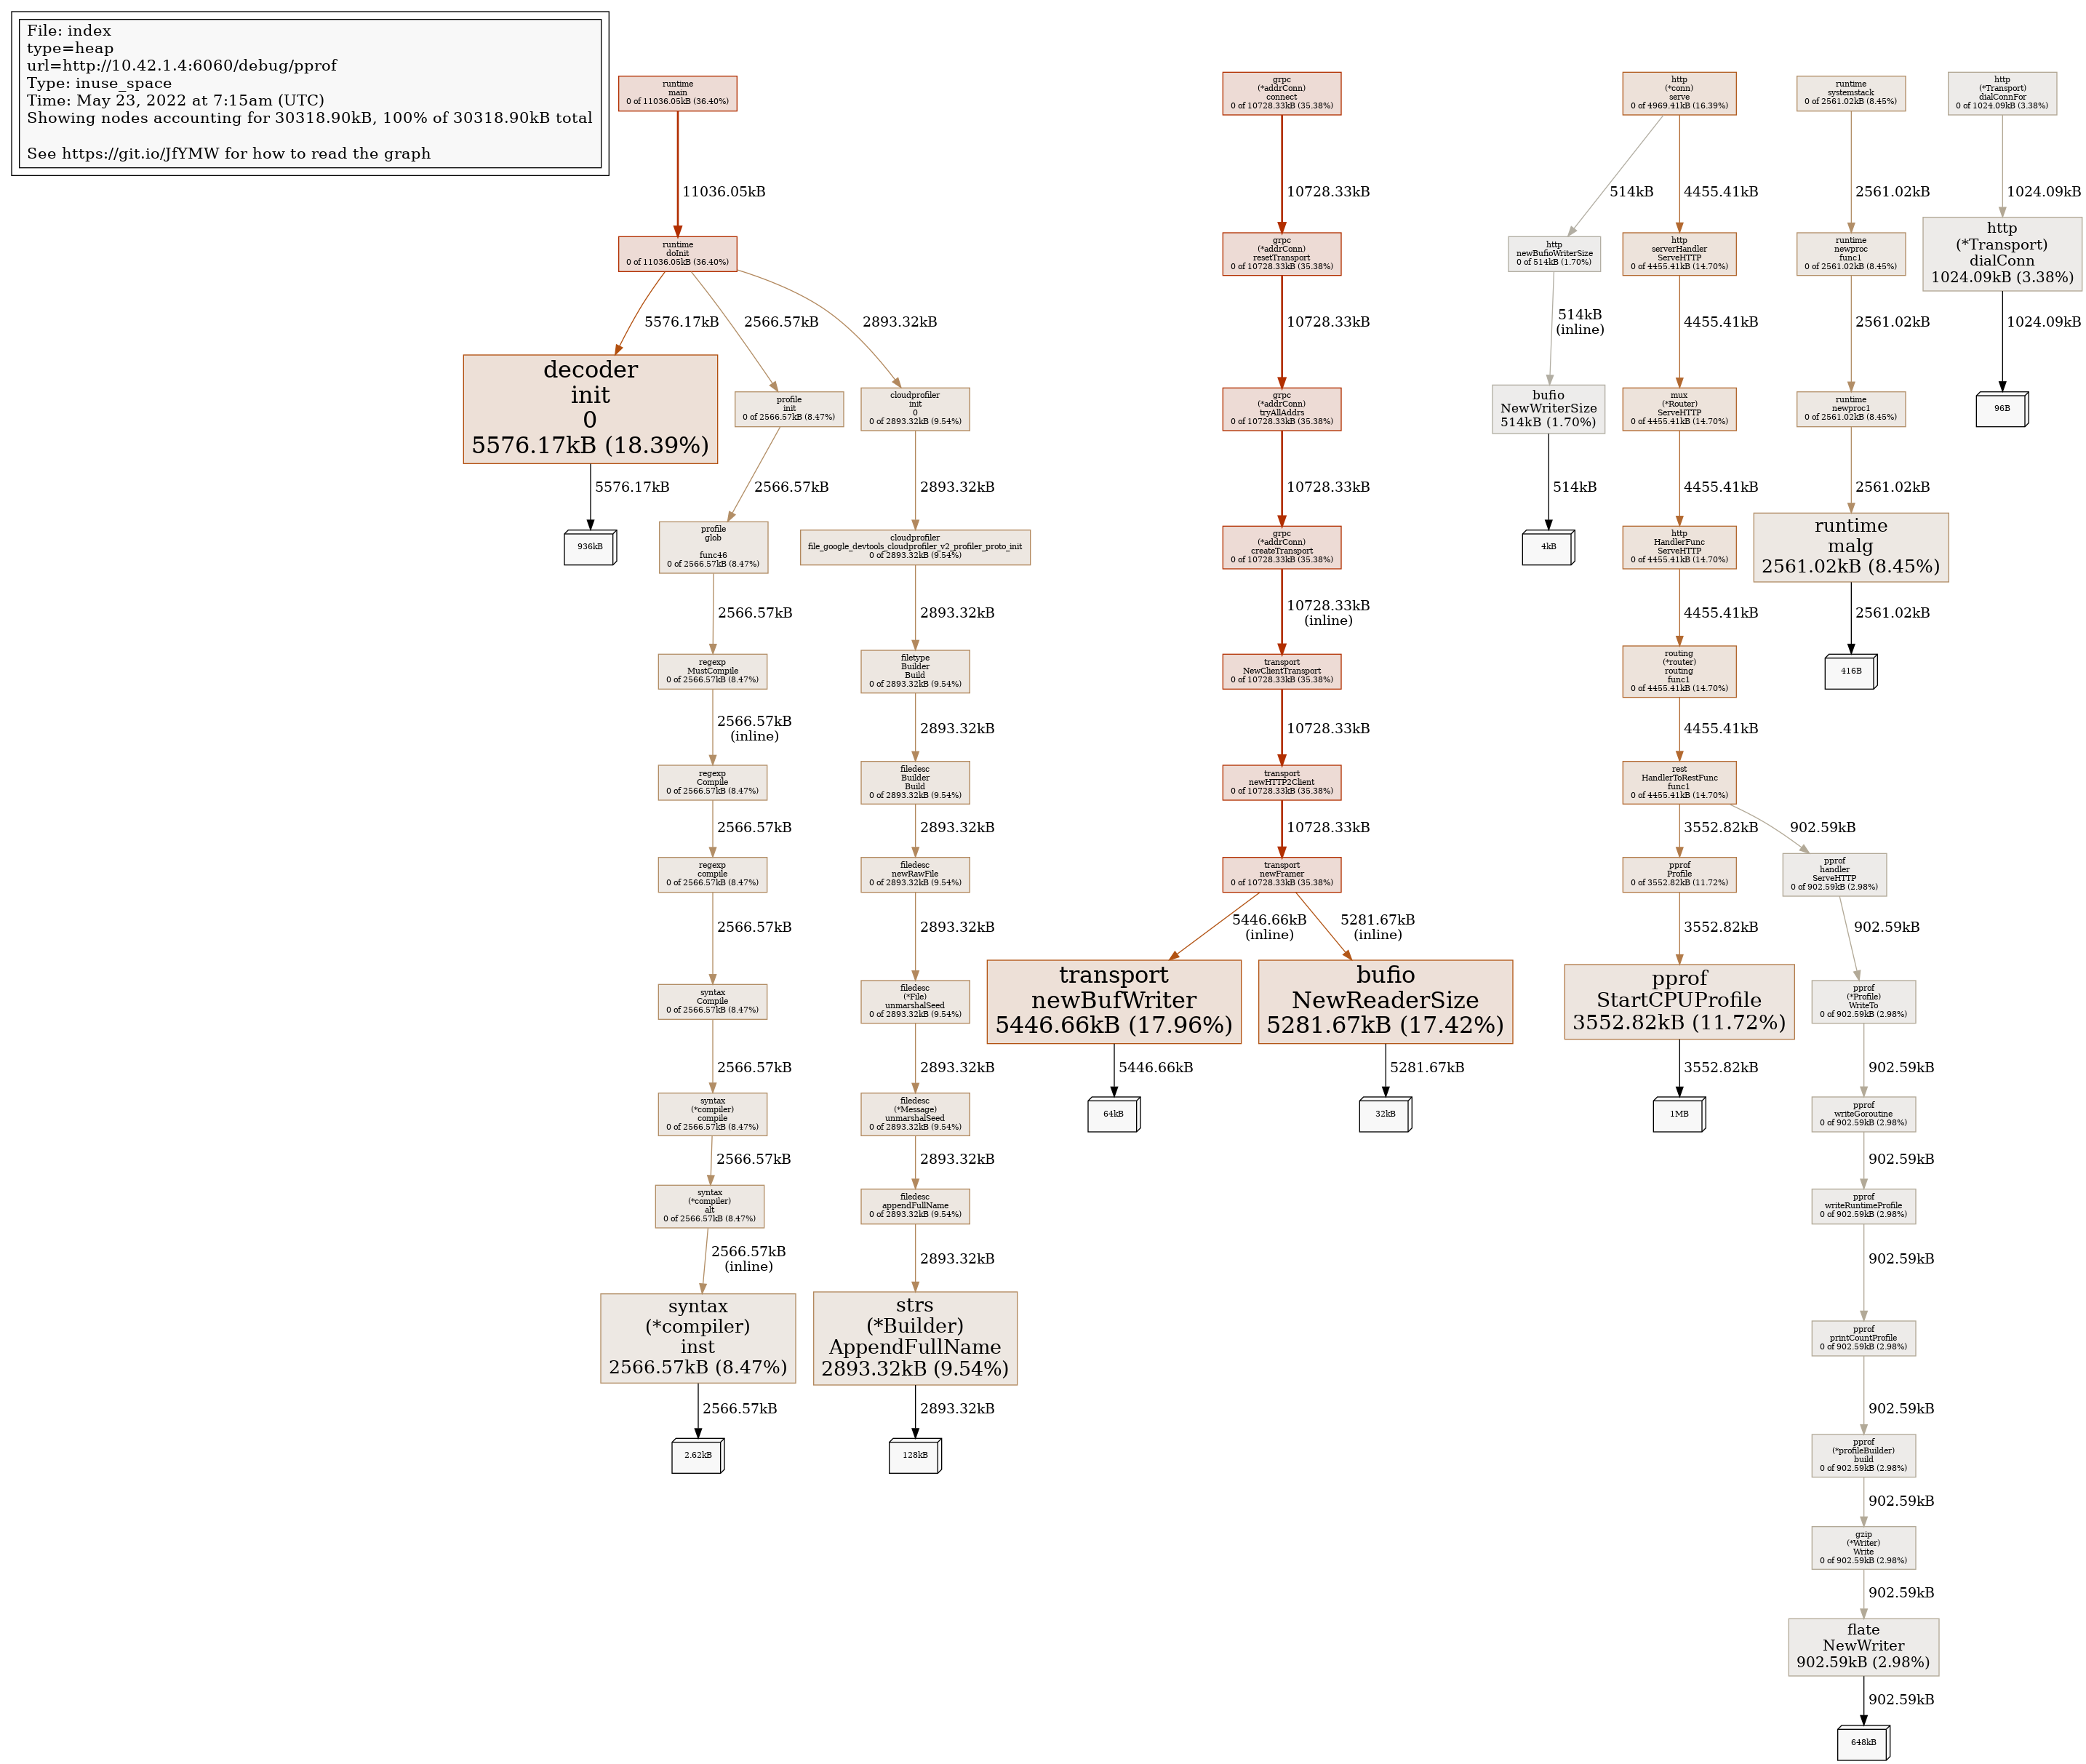 File: index
type=heap
url=http://10.42.1.4:6060/debug/pprof
Type: inuse_space
Time: May 23, 2022 at 7:15am (UTC)
Showing nodes accounting for 30318.90kB, 100% of 30318.90kB total
See https://git.io/JfYMW for how to read the graph
runtime
main
0 of 11036.05kB (36.40%)
11036.05kB
runtime
doInit
0 of 11036.05kB (36.40%)
5576.17kB
2566.57kB
2893.32kB
decoder
init
0
5576.17kB (18.39%)
5576.17kB
936kB
profile
init
0 of 2566.57kB (8.47%)
2566.57kB
profile
glob
func46
0 of 2566.57kB (8.47%)
2566.57kB
regexp
MustCompile
0 of 2566.57kB (8.47%)
2566.57kB
(inline)
regexp
Compile
0 of 2566.57kB (8.47%)
2566.57kB
regexp
compile
0 of 2566.57kB (8.47%)
2566.57kB
syntax
Compile
0 of 2566.57kB (8.47%)
2566.57kB
syntax
(*compiler)
compile
0 of 2566.57kB (8.47%)
2566.57kB
syntax
(*compiler)
alt
0 of 2566.57kB (8.47%)
2566.57kB
(inline)
syntax
(*compiler)
inst
2566.57kB (8.47%)
2566.57kB
2.62kB
cloudprofiler
init
0
0 of 2893.32kB (9.54%)
2893.32kB
cloudprofiler
file_google_devtools_cloudprofiler_v2_profiler_proto_init
0 of 2893.32kB (9.54%)
2893.32kB
filetype
Builder
Build
0 of 2893.32kB (9.54%)
2893.32kB
filedesc
Builder
Build
0 of 2893.32kB (9.54%)
2893.32kB
filedesc
newRawFile
0 of 2893.32kB (9.54%)
2893.32kB
filedesc
(*File)
unmarshalSeed
0 of 2893.32kB (9.54%)
2893.32kB
filedesc
(*Message)
unmarshalSeed
0 of 2893.32kB (9.54%)
2893.32kB
filedesc
appendFullName
0 of 2893.32kB (9.54%)
2893.32kB
strs
(*Builder)
AppendFullName
2893.32kB (9.54%)
2893.32kB
128kB
grpc
(*addrConn)
connect
0 of 10728.33kB (35.38%)
10728.33kB
grpc
(*addrConn)
resetTransport
0 of 10728.33kB (35.38%)
10728.33kB
grpc
(*addrConn)
tryAllAddrs
0 of 10728.33kB (35.38%)
10728.33kB
grpc
(*addrConn)
createTransport
0 of 10728.33kB (35.38%)
10728.33kB
(inline)
transport
NewClientTransport
0 of 10728.33kB (35.38%)
10728.33kB
transport
newHTTP2Client
0 of 10728.33kB (35.38%)
10728.33kB
transport
newFramer
0 of 10728.33kB (35.38%)
5446.66kB
(inline)
5281.67kB
(inline)
transport
newBufWriter
5446.66kB (17.96%)
5446.66kB
64kB
bufio
NewReaderSize
5281.67kB (17.42%)
5281.67kB
32kB
http
(*conn)
serve
0 of 4969.41kB (16.39%)
514kB
4455.41kB
http
newBufioWriterSize
0 of 514kB (1.70%)
514kB
(inline)
bufio
NewWriterSize
514kB (1.70%)
514kB
4kB
http
serverHandler
ServeHTTP
0 of 4455.41kB (14.70%)
4455.41kB
mux
(*Router)
ServeHTTP
0 of 4455.41kB (14.70%)
4455.41kB
http
HandlerFunc
ServeHTTP
0 of 4455.41kB (14.70%)
4455.41kB
routing
(*router)
routing
func1
0 of 4455.41kB (14.70%)
4455.41kB
rest
HandlerToRestFunc
func1
0 of 4455.41kB (14.70%)
3552.82kB
902.59kB
pprof
Profile
0 of 3552.82kB (11.72%)
3552.82kB
pprof
StartCPUProfile
3552.82kB (11.72%)
3552.82kB
1MB
pprof
handler
ServeHTTP
0 of 902.59kB (2.98%)
902.59kB
pprof
(*Profile)
WriteTo
0 of 902.59kB (2.98%)
902.59kB
pprof
writeGoroutine
0 of 902.59kB (2.98%)
902.59kB
pprof
writeRuntimeProfile
0 of 902.59kB (2.98%)
902.59kB
pprof
printCountProfile
0 of 902.59kB (2.98%)
902.59kB
pprof
(*profileBuilder)
build
0 of 902.59kB (2.98%)
902.59kB
gzip
(*Writer)
Write
0 of 902.59kB (2.98%)
902.59kB
flate
NewWriter
902.59kB (2.98%)
902.59kB
648kB
runtime
systemstack
0 of 2561.02kB (8.45%)
2561.02kB
runtime
newproc
func1
0 of 2561.02kB (8.45%)
2561.02kB
runtime
newproc1
0 of 2561.02kB (8.45%)
2561.02kB
runtime
malg
2561.02kB (8.45%)
2561.02kB
416B
http
(*Transport)
dialConnFor
0 of 1024.09kB (3.38%)
1024.09kB
http
(*Transport)
dialConn
1024.09kB (3.38%)
1024.09kB
96B